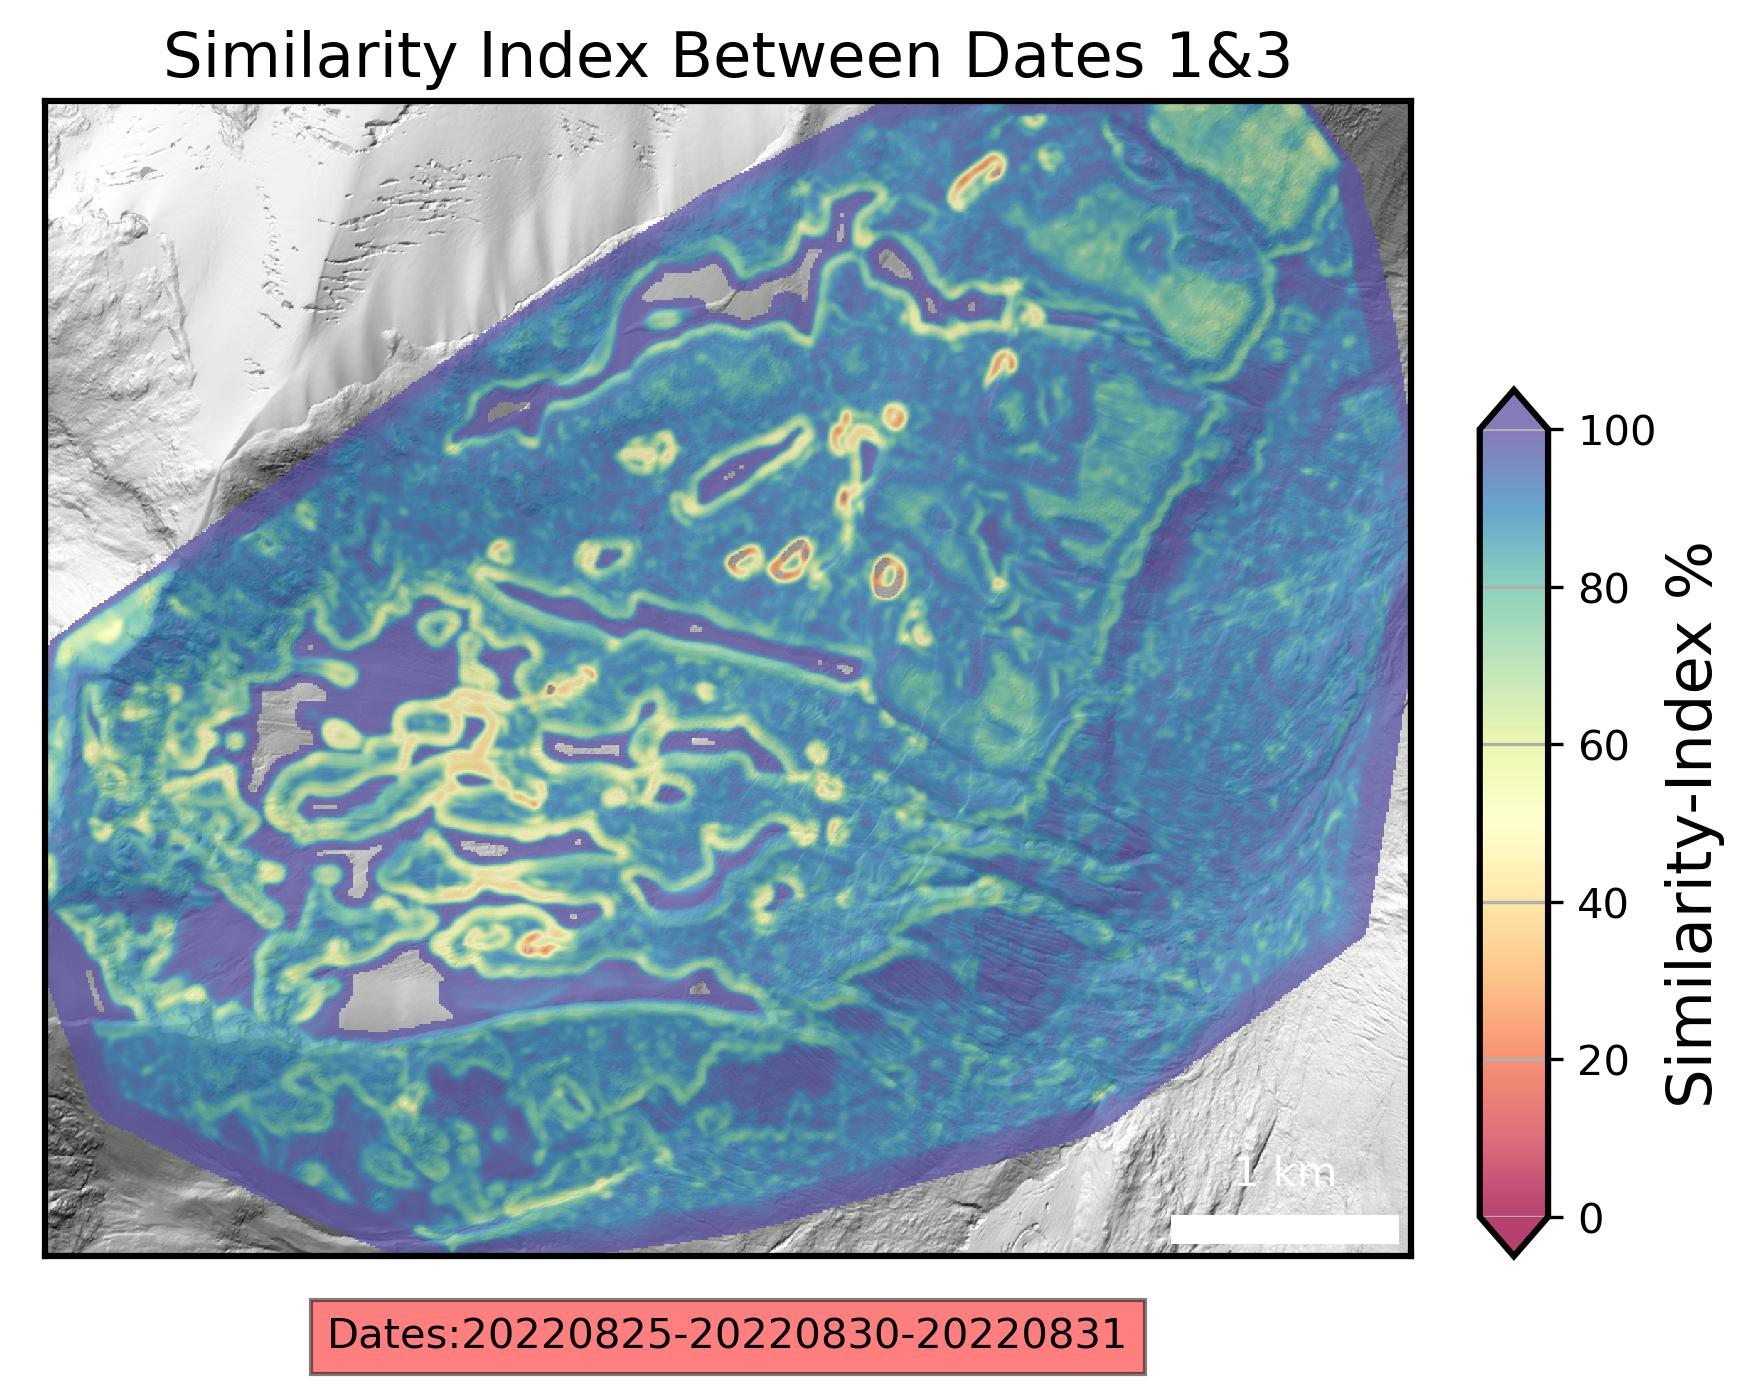 Similarity Index Between Dates 1&3
100
80
60
40
20
0
Similarity-Index %
1 km
Dates:20220825-20220830-20220831